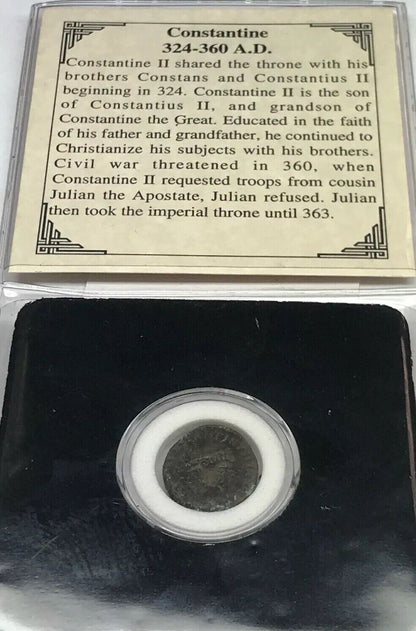 Constantine
324-360 A.D.
Constantine II shared the throne with his
brothers Constans and Constantius II
beginning in 324. Constantine II is the son
of Constantius II, and grandson of
Constantine the Great. Educated in the faith
of his father and grandfather, he continued to
Christianize his subjects with his brothers.
Civil war threatened in 360, when
Constantine II requested troops from cousin
Julian the Apostate, Julian refused. Julian
then took the imperial throne until 363.